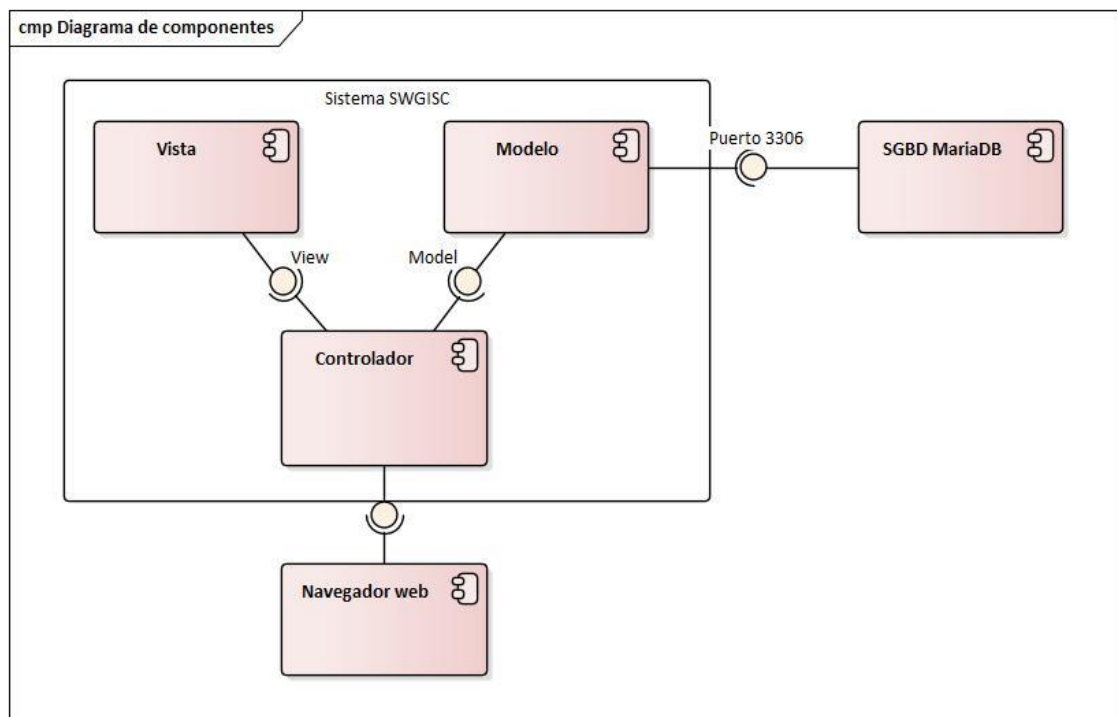 cmp Diagrama de componentes
Sistema SWGISC
Vista
Modelo
Puerto 3306
SGBD MariaDB
View
Model
Controlador
Navegador web